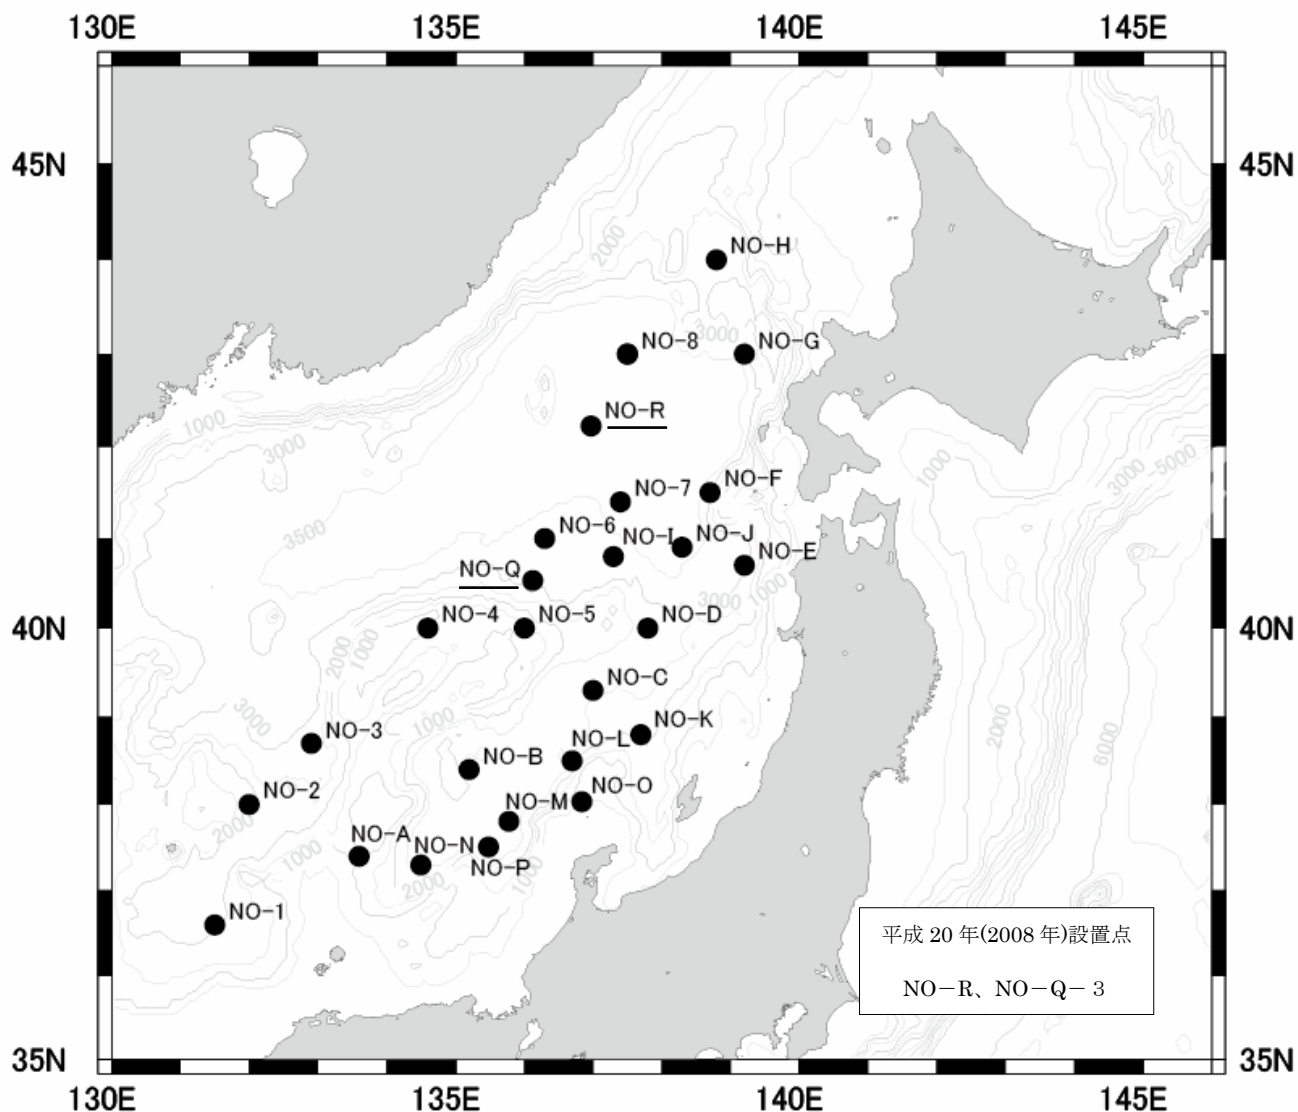 130E 135E 140E 145E
45N 45N
NO-H
2000
3000
NO-8 NO-G
NO-R
1000
3000
1000
3000
5000
NO-7 NO-F
3500
NO-6 NO-I NO-J
NO-E
NO-Q
3000 1000
40N NO-4 NO-5 NO-D 40N
2000
1000
NO-C
3000
1000
NO-K
2000
6000
NO-3 NO-L
NO-B
NO-2 NO-O
NO-M
2000
NO-A NO-N
1000
NO-P
1000
2000
NO-1
平成 20 年(2008 年)設置点
NO-R、NO-Q-3
35N 35N
130E 135E 140E 145E